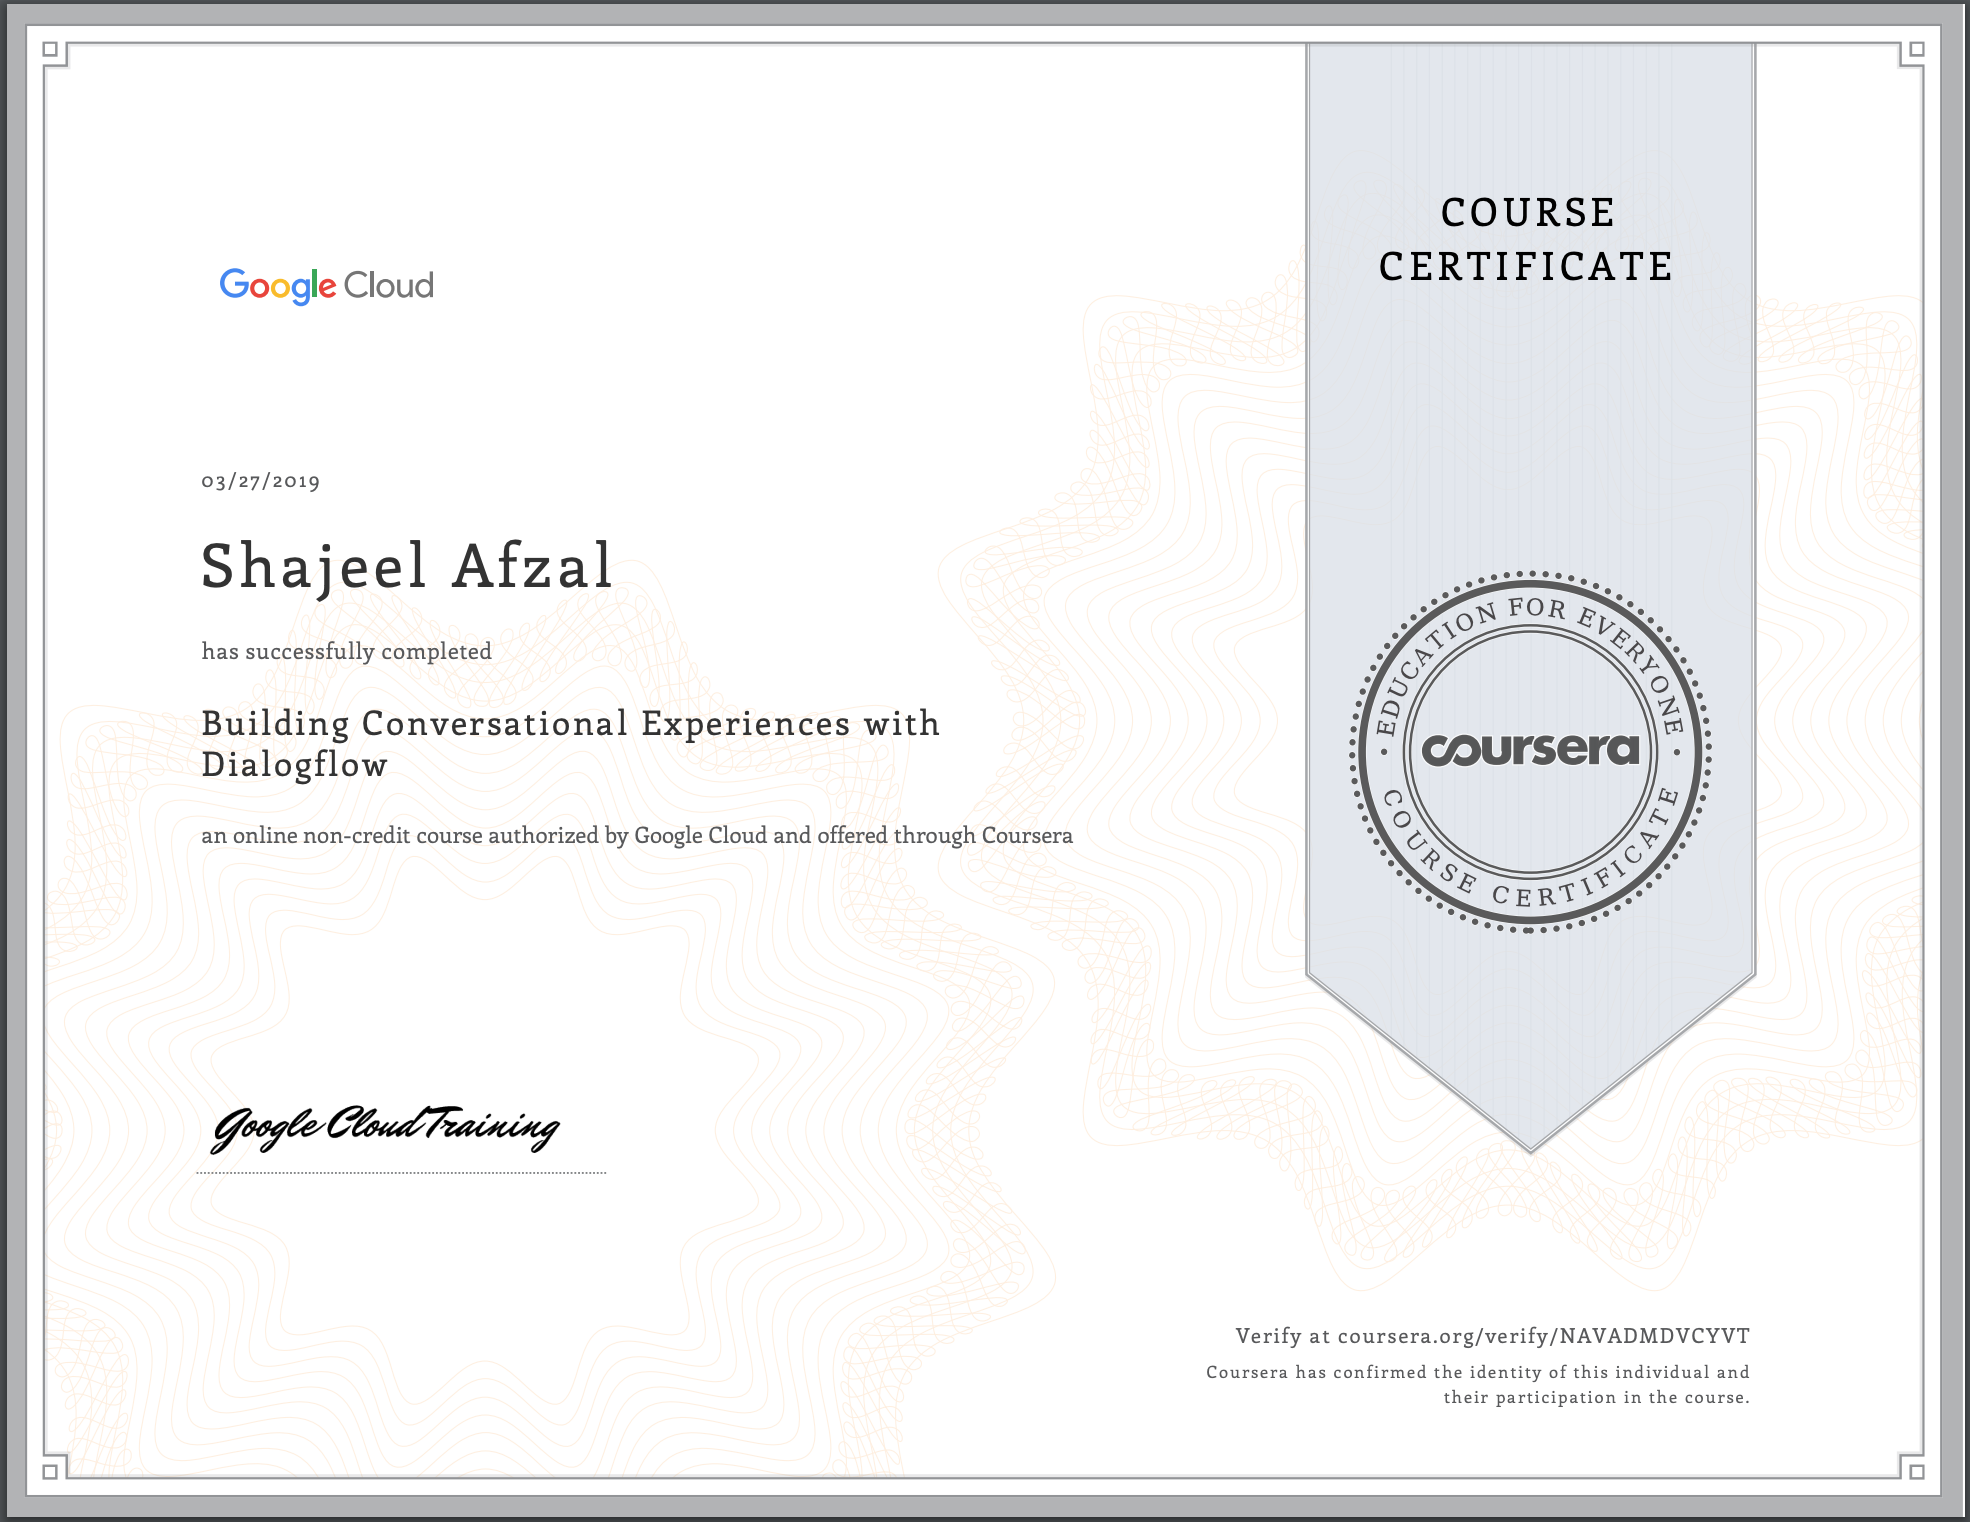 Google Cloud
COURSE
CERTIFICATE
03/27/2019
Shajeel Afzal
has successfully completed
Building Conversational Experiences with
Dialogflow
an online non-credit course authorized by Google Cloud and offered through Coursera
EDUCATION FOR EVERYONE
coursera
COURSE CERTIFICATE
Google Cloud Training
Verify at coursera.org/verify/NAVADMDVCYVT
Coursera has confirmed the identity of this individual and
their participation in the course.